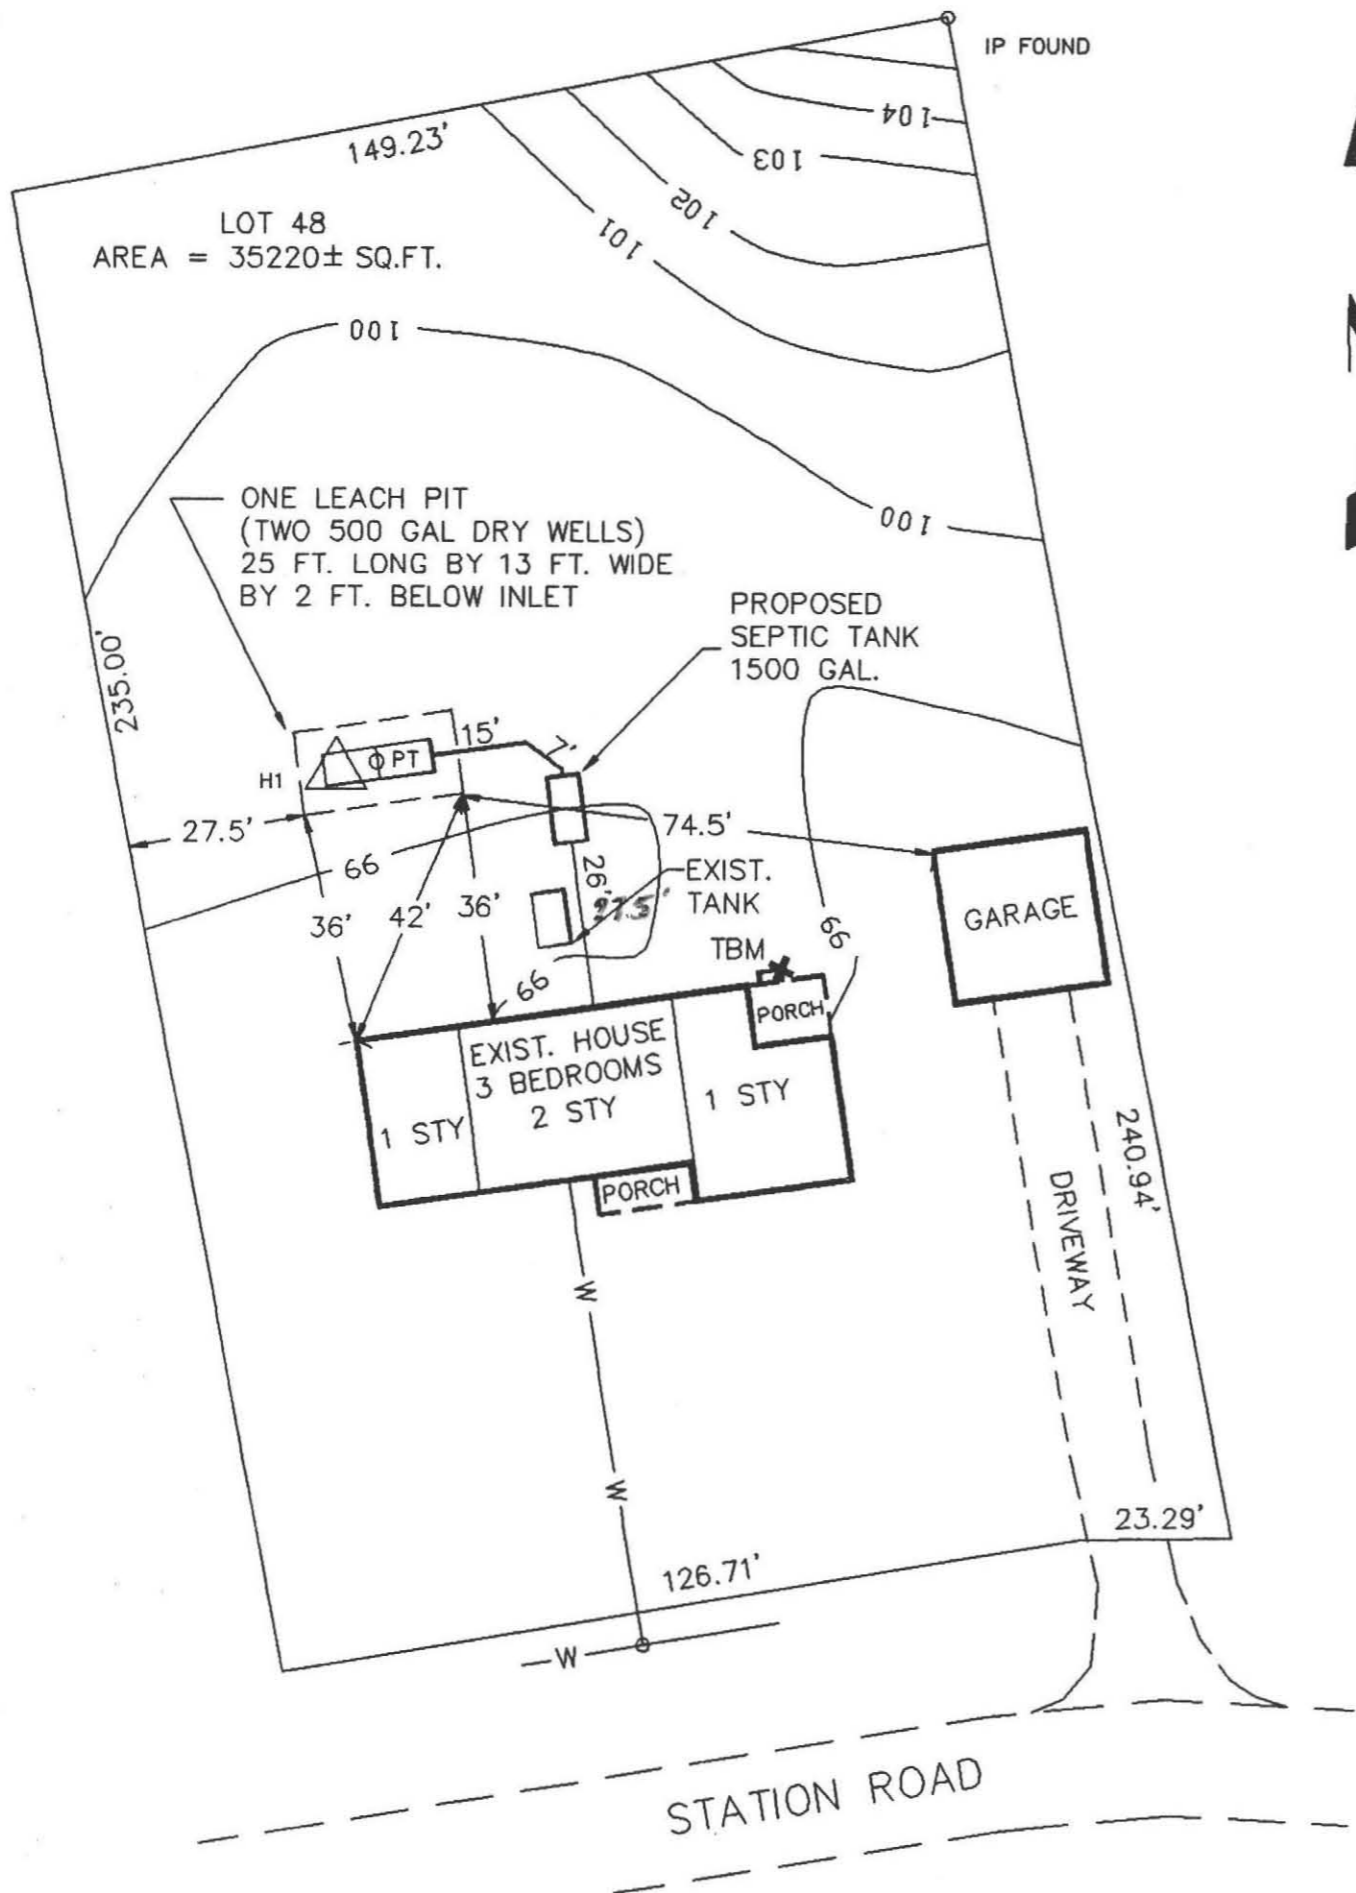 IP FOUND
149.23'
104
103
102
101
LOT 48
AREA = 35220± SQ.FT.
100
100
ONE LEACH PIT
(TWO 500 GAL DRY WELLS)
25 FT. LONG BY 13 FT. WIDE
BY 2 FT. BELOW INLET
PROPOSED
SEPTIC TANK
1500 GAL.
235.00'
15'
7'
PT
H1
27.5'
74.5'
66
26'
27.5'
EXIST.
TANK
36'
42'
36'
GARAGE
TBM
99
99
PORCH
EXIST. HOUSE
3 BEDROOMS
2 STY
1 STY
1 STY
PORCH
240.94'
DRIVEWAY
W
W
23.29'
126.71'
W
STATION ROAD